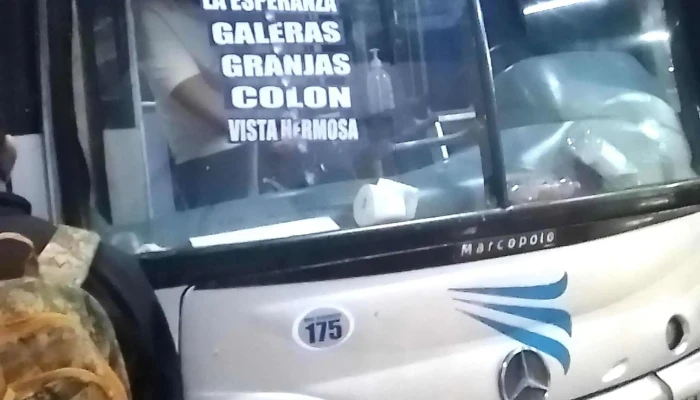 LA ESPERANZA
GALERAS
GRANJAS
COLON
VISTA HERMOSA
Marcopolo
175